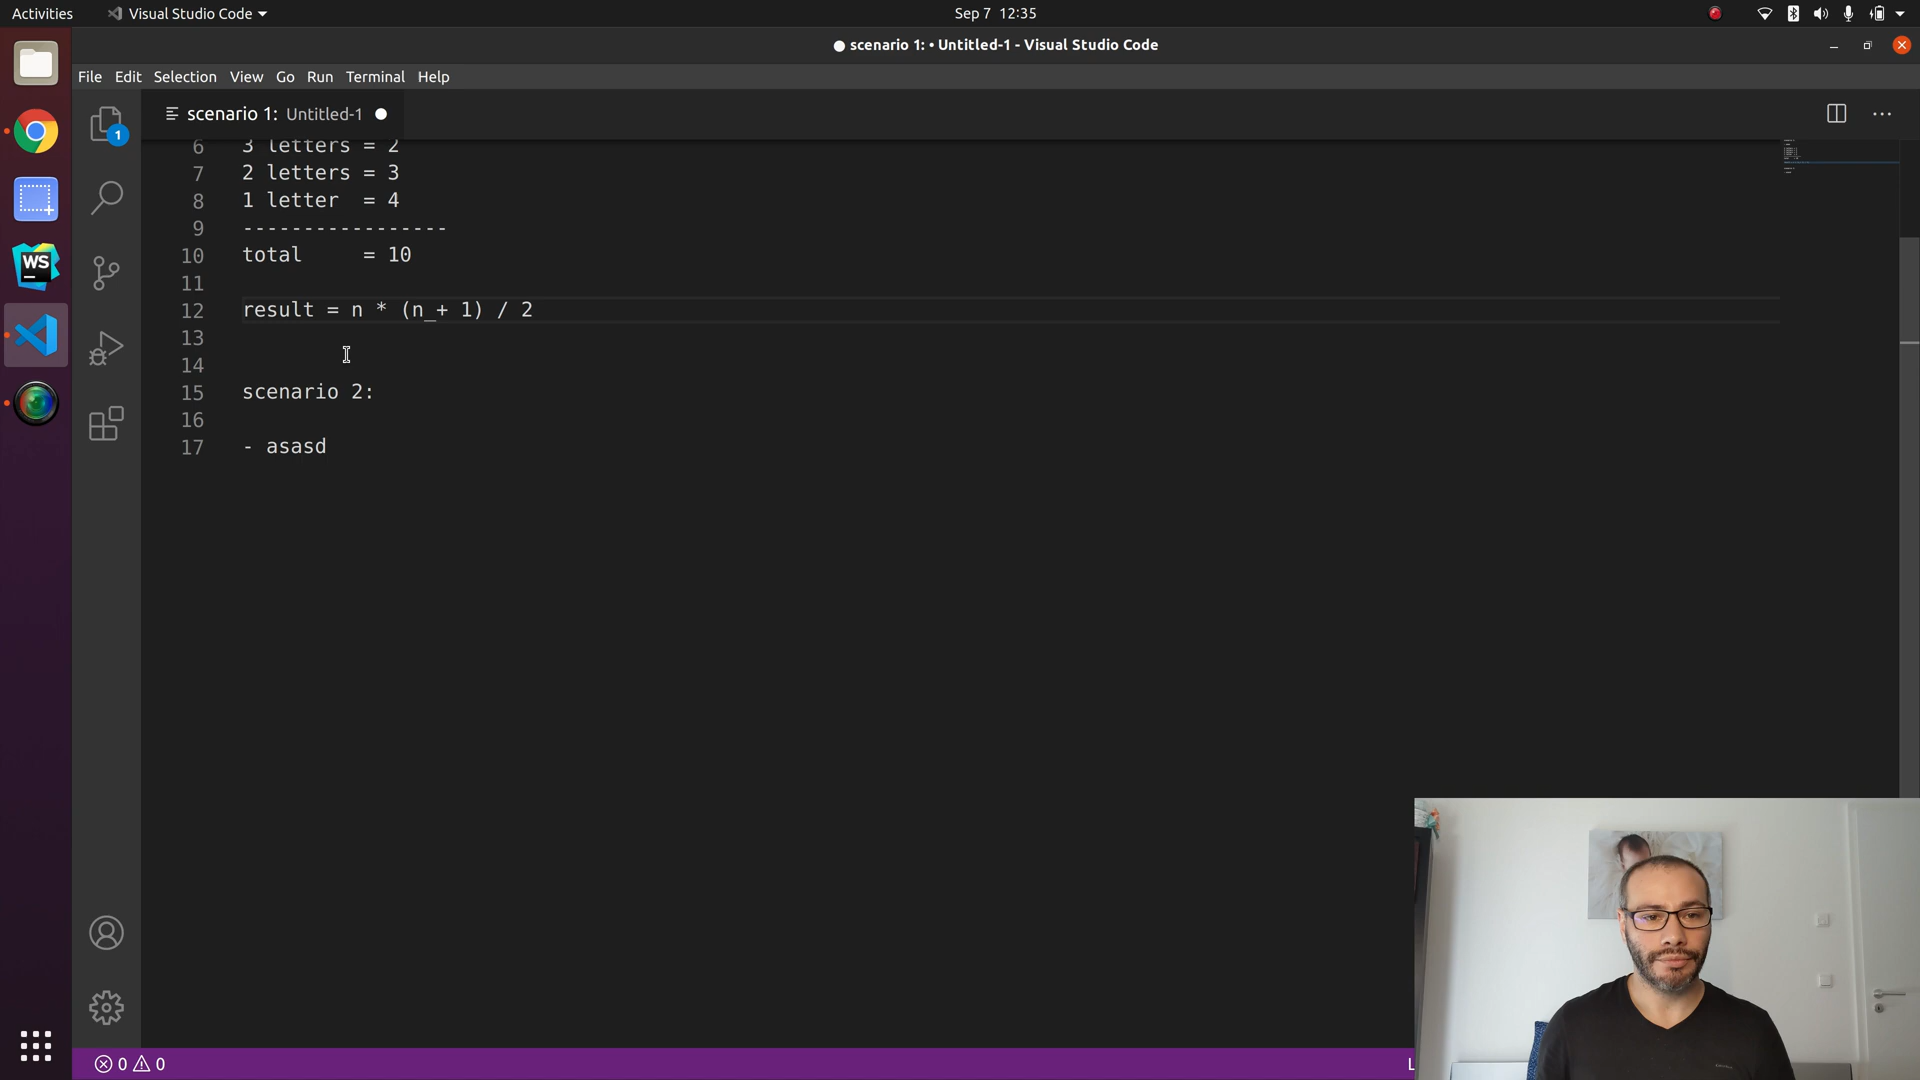 Activities
Visual Studio Code
Sep 7 12:35
● scenario 1: • Untitled-1 - Visual Studio Code
File Edit Selection View Go Run Terminal Help
1
scenario 1: Untitled-1
6 3 letters = 2
7 2 letters = 3
8 1 letter = 4
9 -----------------
10 total = 10
11
12 result = n * (n_+ 1) / 2
13
14
15 scenario 2:
16
17 - asasd
WS
0 0
L